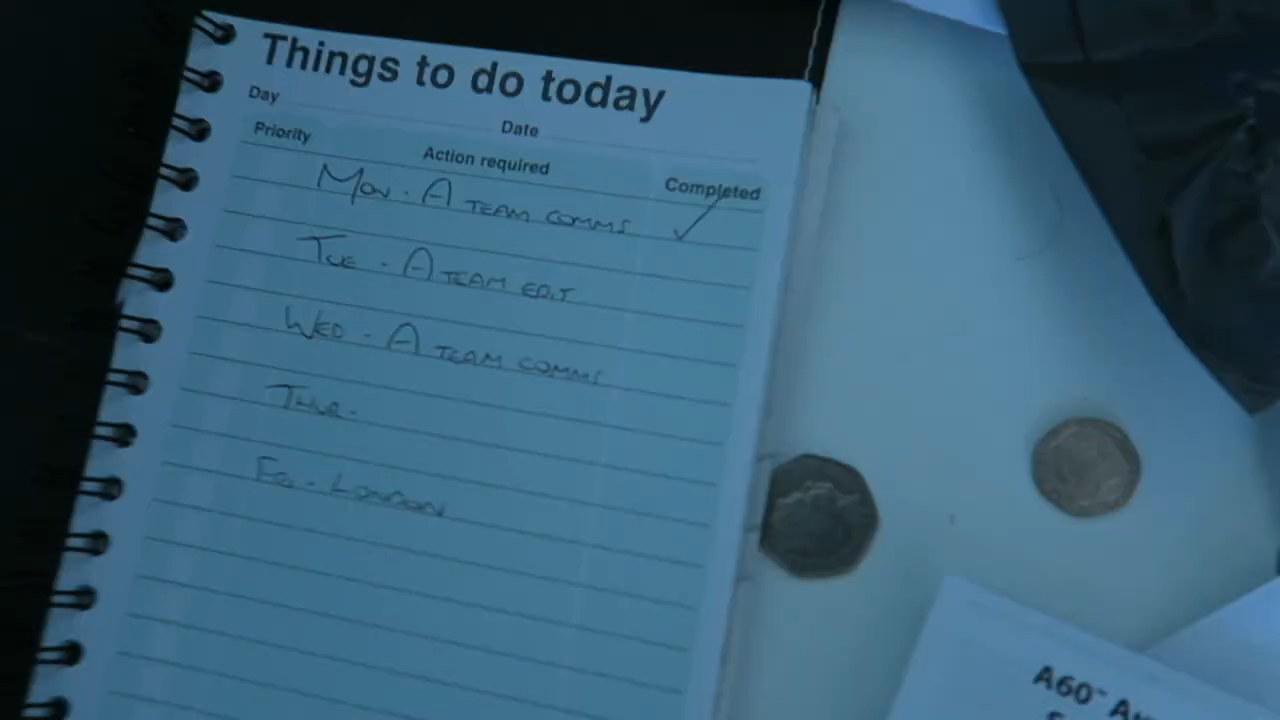 Things to do today
Day
Date
Priority
Action required
Completed
MON - A TEAM COMMS ✓
TUE - A TEAM EDIT
WED - A TEAM COMMS
THUR -
FRI - LONDON
A60-